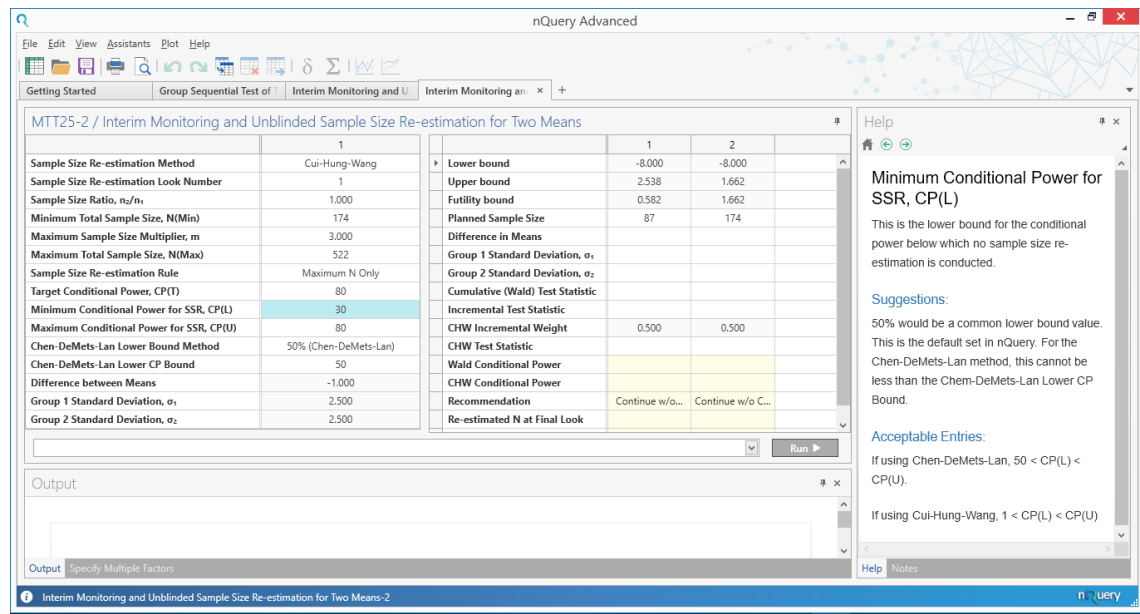 nQuery Advanced
File Edit View Assistants Plot Help
Getting Started
Group Sequential Test of
Interim Monitoring and U
Interim Monitoring an
MTT25-2 / Interim Monitoring and Unblinded Sample Size Re-estimation for Two Means
1
Sample Size Re-estimation Method Cui-Hung-Wang
Sample Size Re-estimation Look Number 1
Sample Size Ratio, n₂/n₁ 1.000
Minimum Total Sample Size, N(Min) 174
Maximum Sample Size Multiplier, m 3.000
Maximum Total Sample Size, N(Max) 522
Sample Size Re-estimation Rule Maximum N Only
Target Conditional Power, CP(T) 80
Minimum Conditional Power for SSR, CP(L) 30
Maximum Conditional Power for SSR, CP(U) 80
Chen-DeMets-Lan Lower Bound Method 50% (Chen-DeMets-Lan)
Chen-DeMets-Lan Lower CP Bound 50
Difference between Means -1.000
Group 1 Standard Deviation, σ₁ 2.500
Group 2 Standard Deviation, σ₂ 2.500
1 2
Lower bound -8.000 -8.000
Upper bound 2.538 1.662
Futility bound 0.582 1.662
Planned Sample Size 87 174
Difference in Means
Group 1 Standard Deviation, σ₁
Group 2 Standard Deviation, σ₂
Cumulative (Wald) Test Statistic
Incremental Test Statistic
CHW Incremental Weight 0.500 0.500
CHW Test Statistic
Wald Conditional Power
CHW Conditional Power
Recommendation Continue w/o... Continue w/o C...
Re-estimated N at Final Look
Run
Output
Output Specify Multiple Factors
Help
Minimum Conditional Power for
SSR, CP(L)
This is the lower bound for the conditional
power below which no sample size re-
estimation is conducted.
Suggestions:
50% would be a common lower bound value.
This is the default set in nQuery. For the
Chen-DeMets-Lan method, this cannot be
less than the Chem-DeMets-Lan Lower CP
Bound.
Acceptable Entries:
If using Chen-DeMets-Lan, 50 < CP(L) <
CP(U).
If using Cui-Hung-Wang, 1 < CP(L) < CP(U)
Help Notes
Interim Monitoring and Unblinded Sample Size Re-estimation for Two Means-2
nQuery